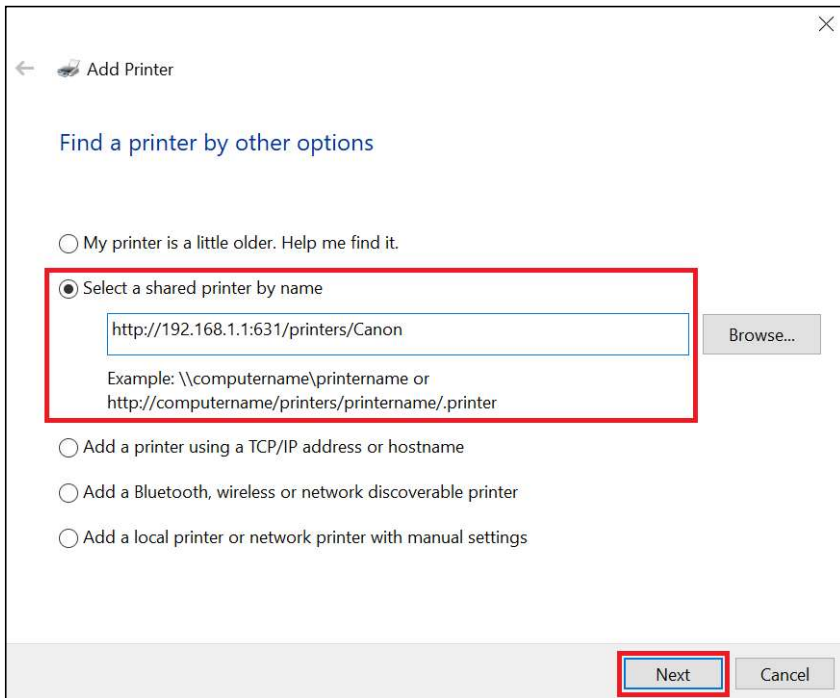 Add Printer
Find a printer by other options
My printer is a little older. Help me find it.
Select a shared printer by name
http://192.168.1.1:631/printers/Canon
Browse...
Example: \\computername\printername or
http://computername/printers/printername/.printer
Add a printer using a TCP/IP address or hostname
Add a Bluetooth, wireless or network discoverable printer
Add a local printer or network printer with manual settings
Next
Cancel